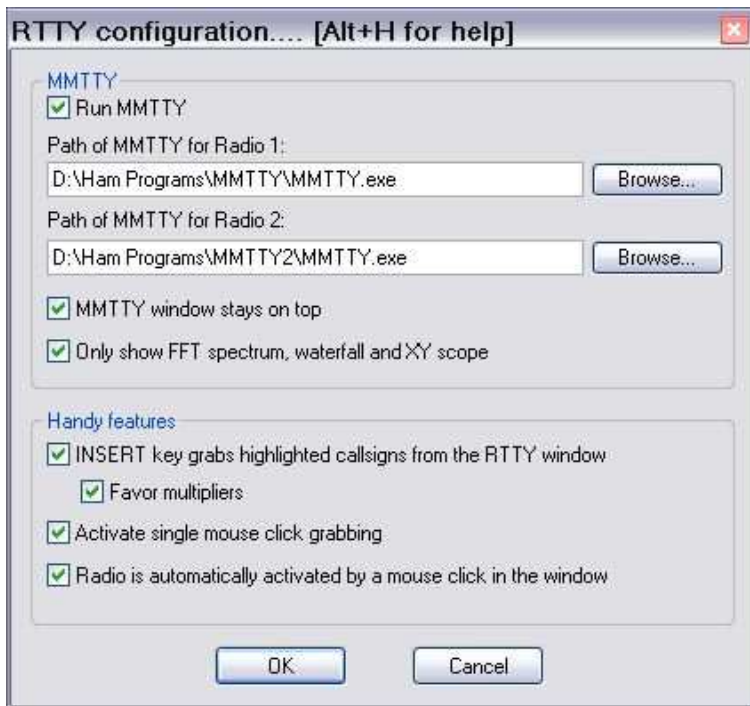 RTTY configuration.... [Alt+H for help]
MMTTY
Run MMTTY
Path of MMTTY for Radio 1:
D:\Ham Programs\MMTTY\MMTTY.exe
Browse...
Path of MMTTY for Radio 2:
D:\Ham Programs\MMTTY2\MMTTY.exe
Browse...
MMTTY window stays on top
Only show FFT spectrum, waterfall and XY scope
Handy features
INSERT key grabs highlighted callsigns from the RTTY window
Favor multipliers
Activate single mouse click grabbing
Radio is automatically activated by a mouse click in the window
OK
Cancel